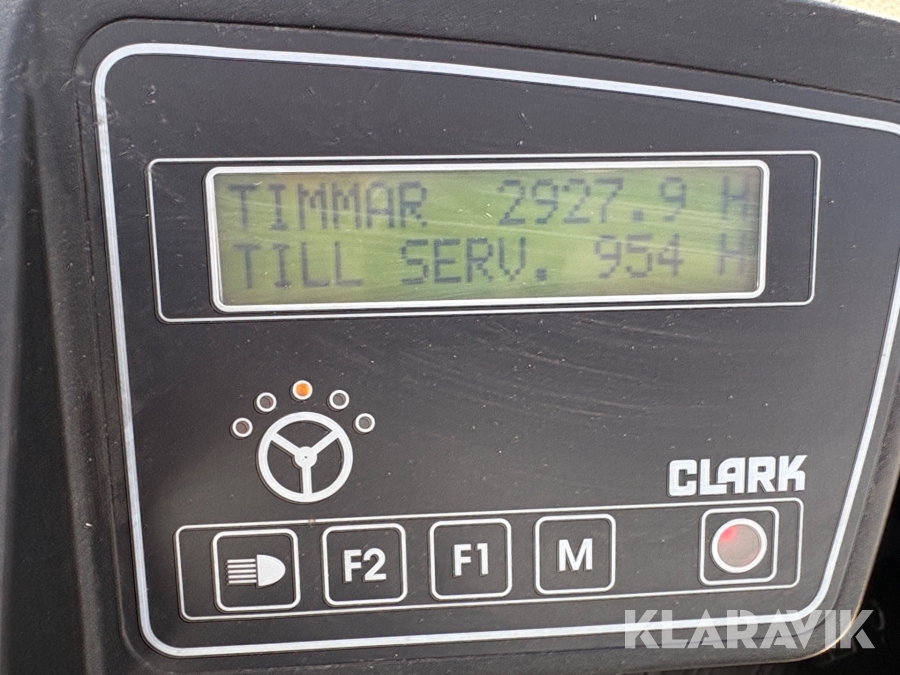 TIMMAR 2927.9 H
TILL SERV. 954 H
CLARK
F2 F1 M
KLARAVIK